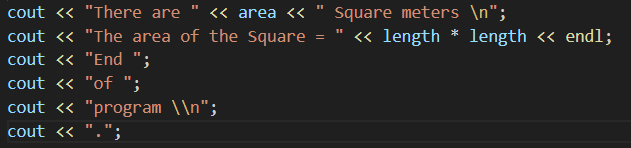 cout << "There are " << area << " Square meters \n";
cout << "The area of the Square = " << length * length << endl;
cout << "End ";
cout << "of ";
cout << "program \\n";
cout << ".";